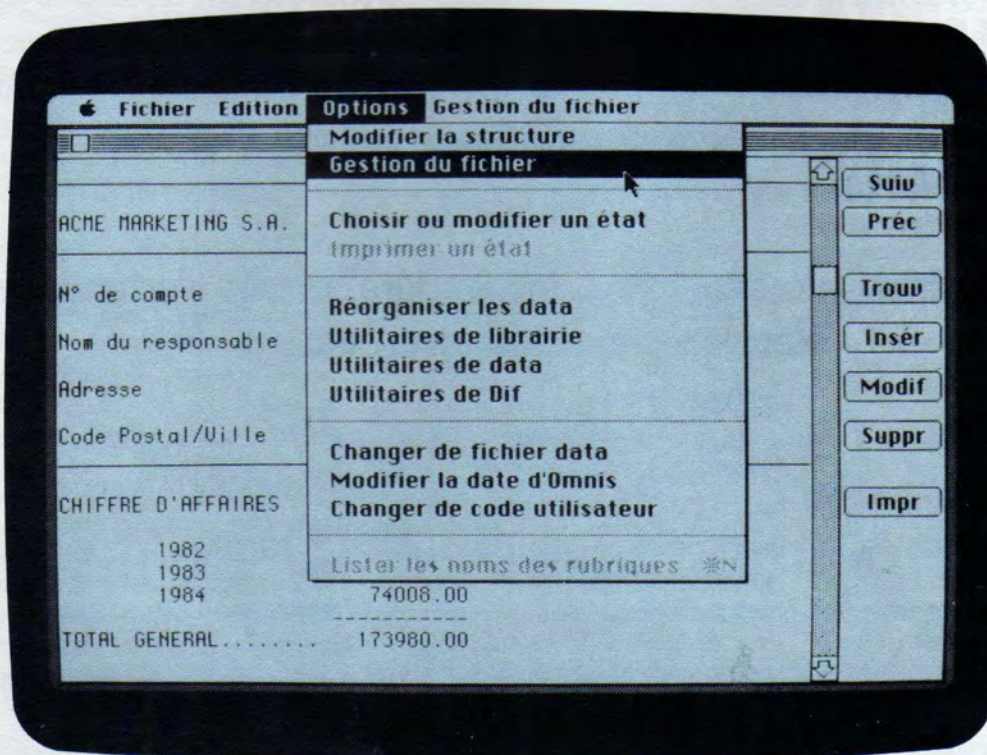 Fichier Edition Options Gestion du fichier
Modifier la structure
Gestion du fichier
Choisir ou modifier un état
Imprimer un état
Réorganiser les data
Utilitaires de librairie
Utilitaires de data
Utilitaires de Dif
Changer de fichier data
Modifier la date d'Omnis
Changer de code utilisateur
Lister les noms des rubriques ⌘N
ACME MARKETING S.A.
N° de compte
Nom du responsable
Adresse
Code Postal/Ville
CHIFFRE D'AFFAIRES
1982
1983
1984 74008.00
-----------
TOTAL GENERAL........ 173980.00
Suiv
Préc
Trouv
Insér
Modif
Suppr
Impr